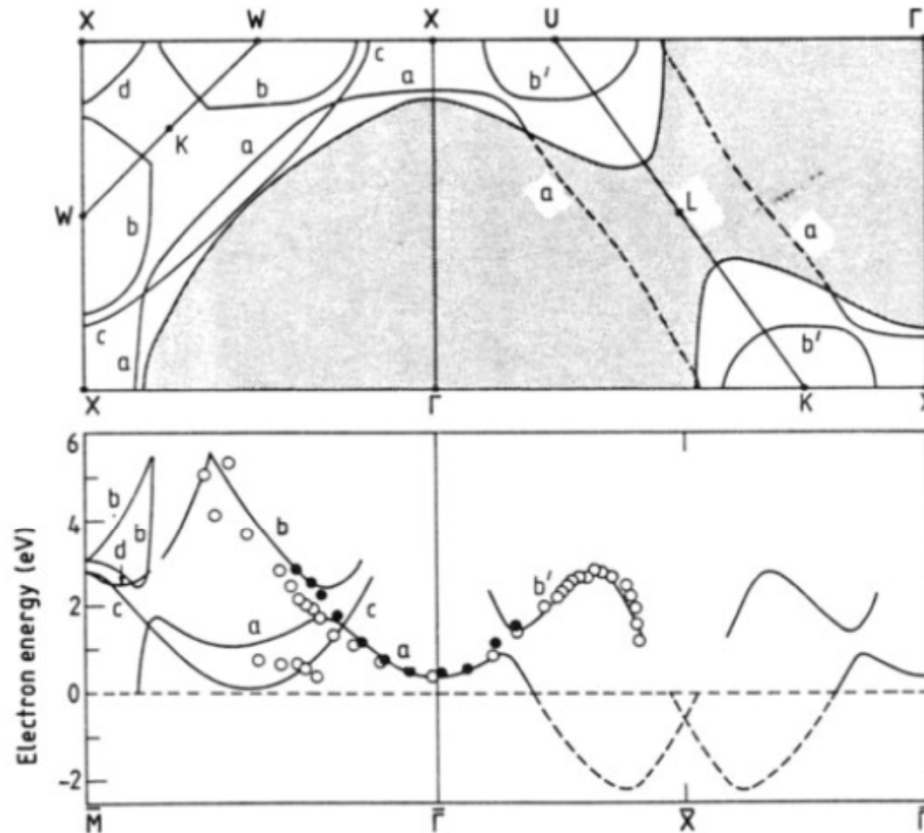 X W X U Γ
c
d b a b'
K a
W b a L a
c
a b'
X Γ K
6
b b
4 b
d b'
2
c a c a
0
-2
Electron energy (eV)
M̄ Γ̄ X̄